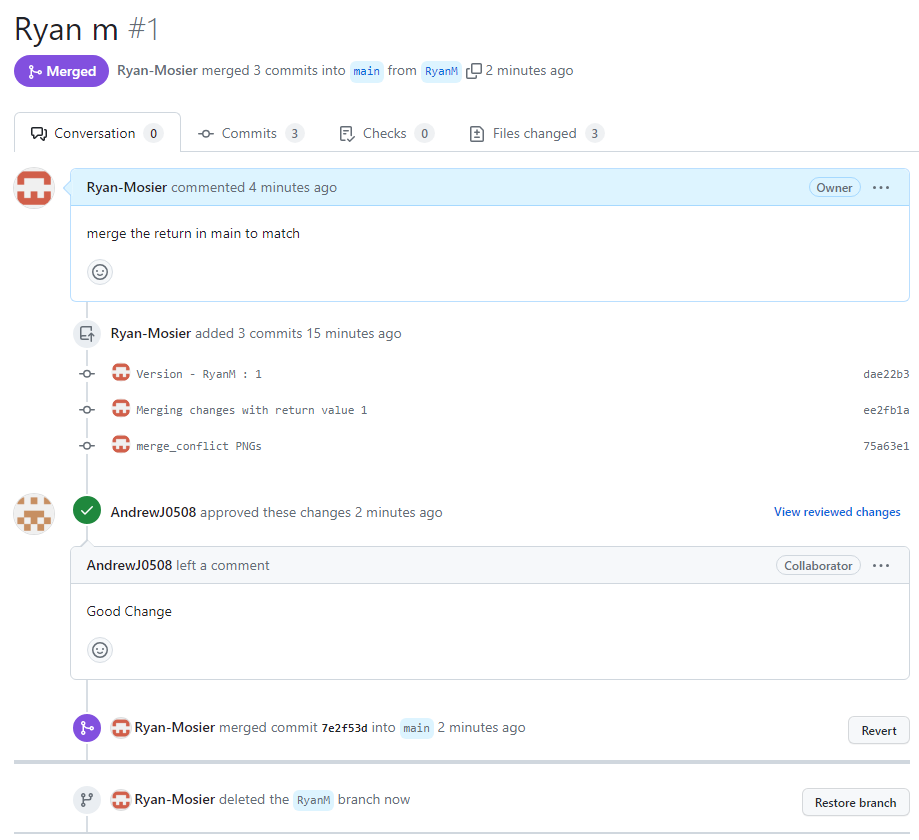 Ryan m #1
Merged Ryan-Mosier merged 3 commits into main from RyanM 2 minutes ago
Conversation 0 Commits 3 Checks 0 Files changed 3
Ryan-Mosier commented 4 minutes ago Owner ...
merge the return in main to match
Ryan-Mosier added 3 commits 15 minutes ago
Version - RyanM : 1 dae22b3
Merging changes with return value 1 ee2fb1a
merge_conflict PNGs 75a63e1
AndrewJ0508 approved these changes 2 minutes ago View reviewed changes
AndrewJ0508 left a comment Collaborator ...
Good Change
Ryan-Mosier merged commit 7e2f53d into main 2 minutes ago Revert
Ryan-Mosier deleted the RyanM branch now Restore branch